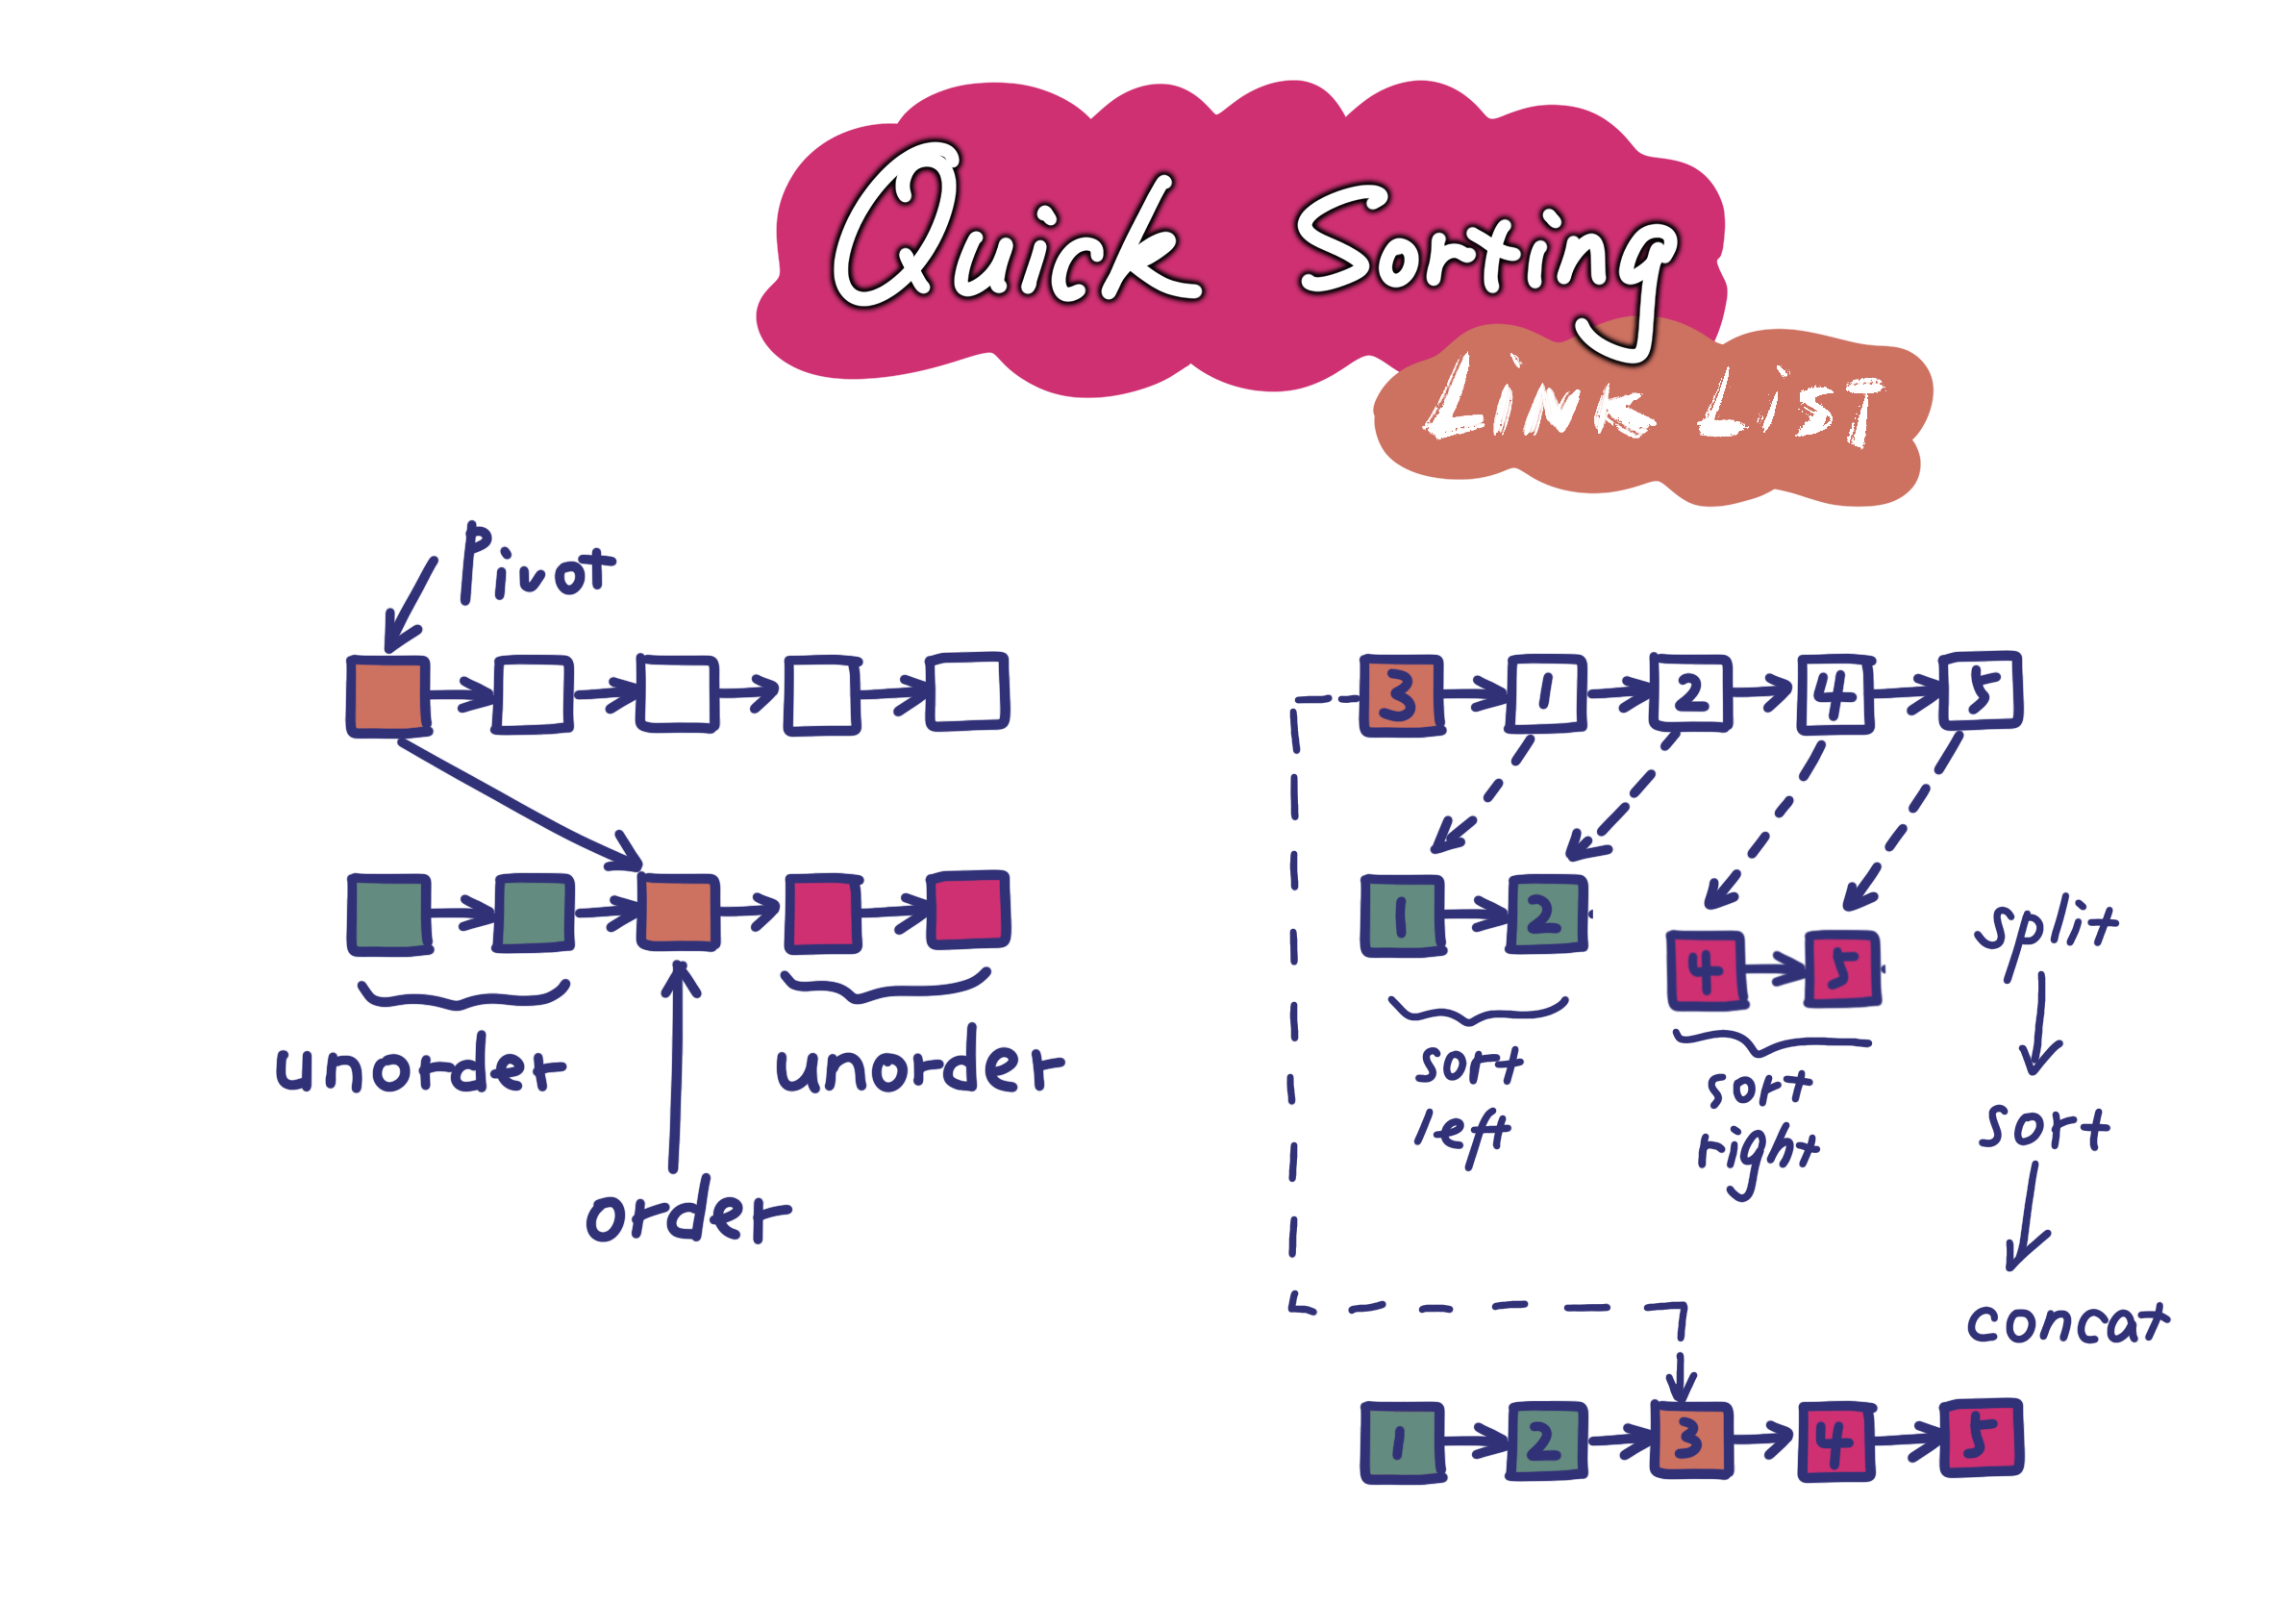 Quick Sorting
Link List
Pivot
unorder
unorder
order
3 1 2 4 5
1 2
4 5
sort
left
sort
right
split
sort
concat
1 2 3 4 5